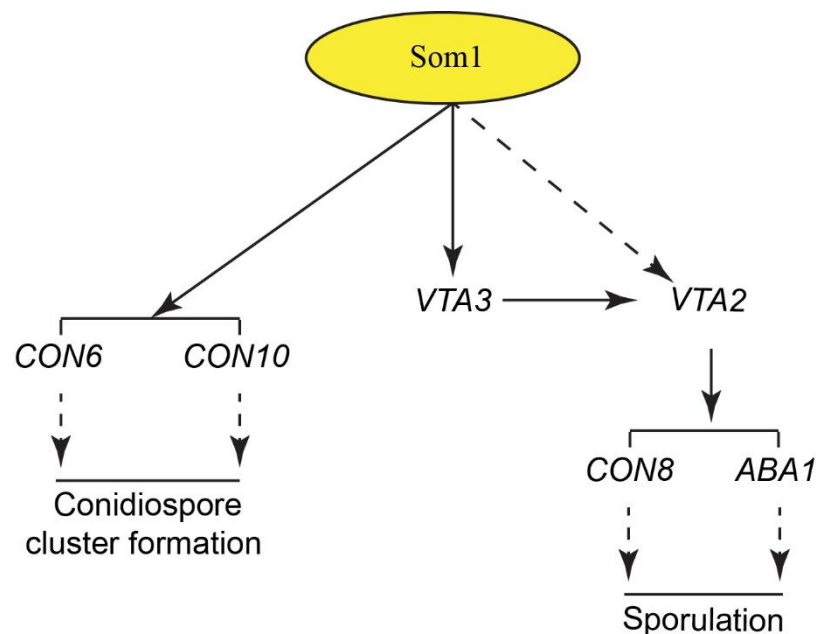 Som1
VTA3
VTA2
CON6
CON10
CON8
ABA1
Conidiospore
cluster formation
Sporulation